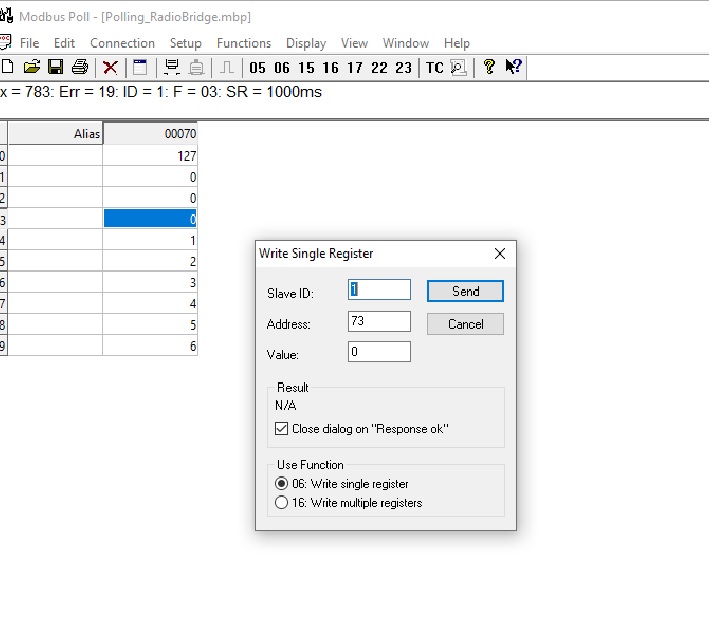 Modbus Poll - [Polling_RadioBridge.mbp]
File Edit Connection Setup Functions Display View Window Help
05 06 15 16 17 22 23 TC
x = 783: Err = 19: ID = 1: F = 03: SR = 1000ms
Alias 00070
0 127
1 0
2 0
3 0
4 1
5 2
6 3
7 4
8 5
9 6
Write Single Register
Slave ID: 1 Send
Address: 73 Cancel
Value: 0
Result
N/A
Close dialog on "Response ok"
Use Function
06: Write single register
16: Write multiple registers